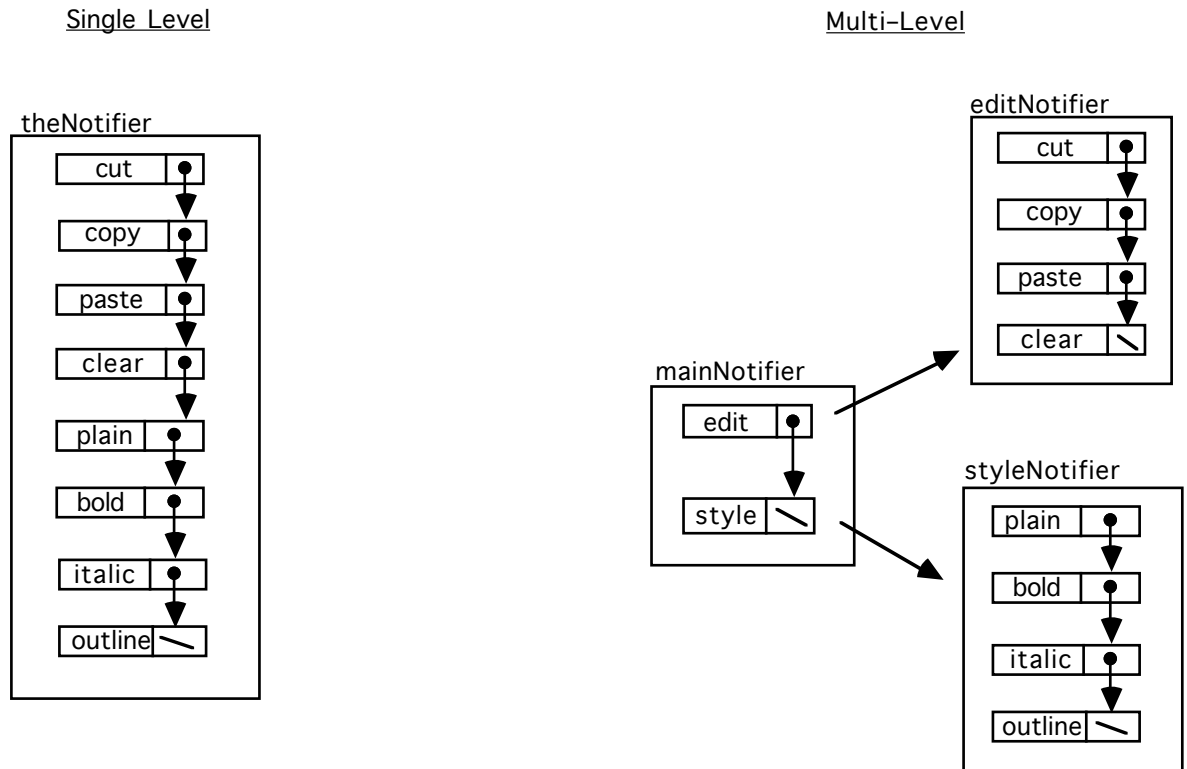 Single Level
theNotifier
cut
copy
paste
clear
plain
bold
italic
outline
Multi-Level
mainNotifier
edit
style
editNotifier
cut
copy
paste
clear
styleNotifier
plain
bold
italic
outline